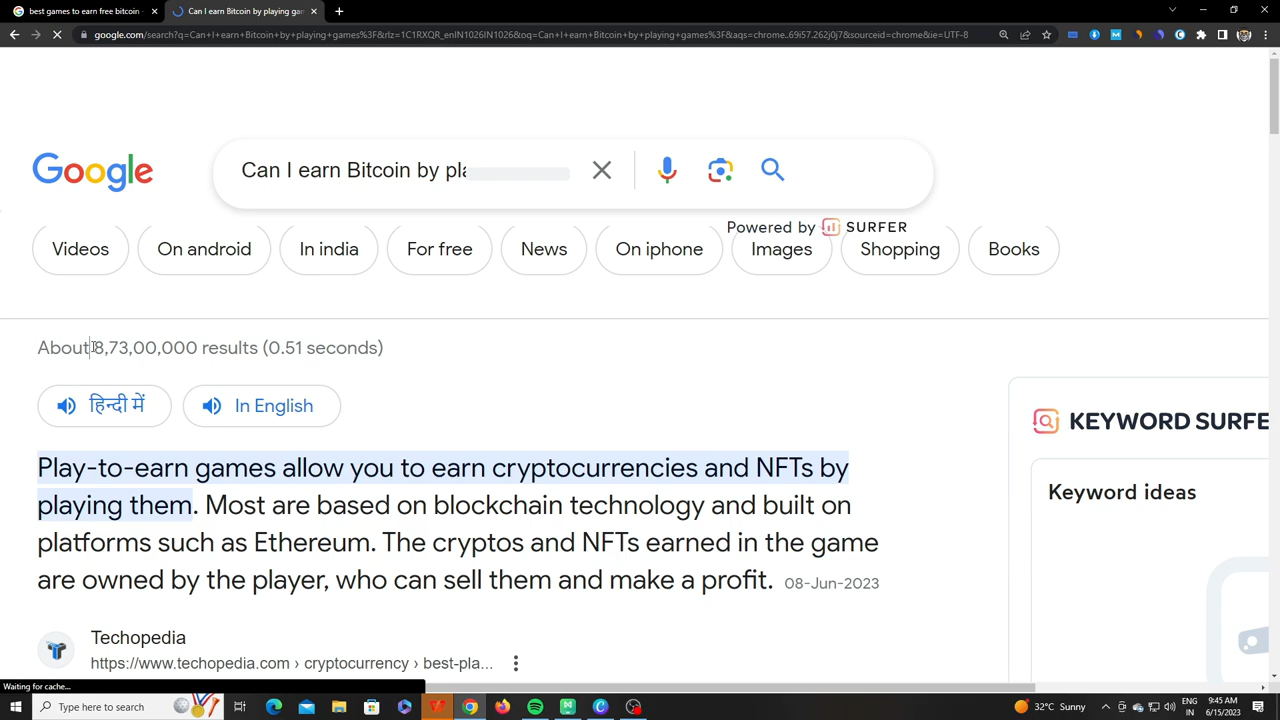 best games to earn free bitcoin
Can I earn Bitcoin by playing gam
google.com/search?q=Can+I+earn+Bitcoin+by+playing+games%3F&rlz=1C1RXQR_enIN1026IN1026&oq=Can+I+earn+Bitcoin+by+playing+games%3F&aqs=chrome..69i57.262j0j7&sourceid=chrome&ie=UTF-8
Google
Can I earn Bitcoin by pla
Powered by SURFER
Videos
On android
In india
For free
News
On iphone
Images
Shopping
Books
About 8,73,00,000 results (0.51 seconds)
हिन्दी में
In English
KEYWORD SURFE
Play-to-earn games allow you to earn cryptocurrencies and NFTs by
playing them. Most are based on blockchain technology and built on
platforms such as Ethereum. The cryptos and NFTs earned in the game
are owned by the player, who can sell them and make a profit. 08-Jun-2023
Keyword ideas
Techopedia
https://www.techopedia.com › cryptocurrency › best-pla...
Waiting for cache...
Type here to search
32°C Sunny
ENG
IN
9:45 AM
6/15/2023